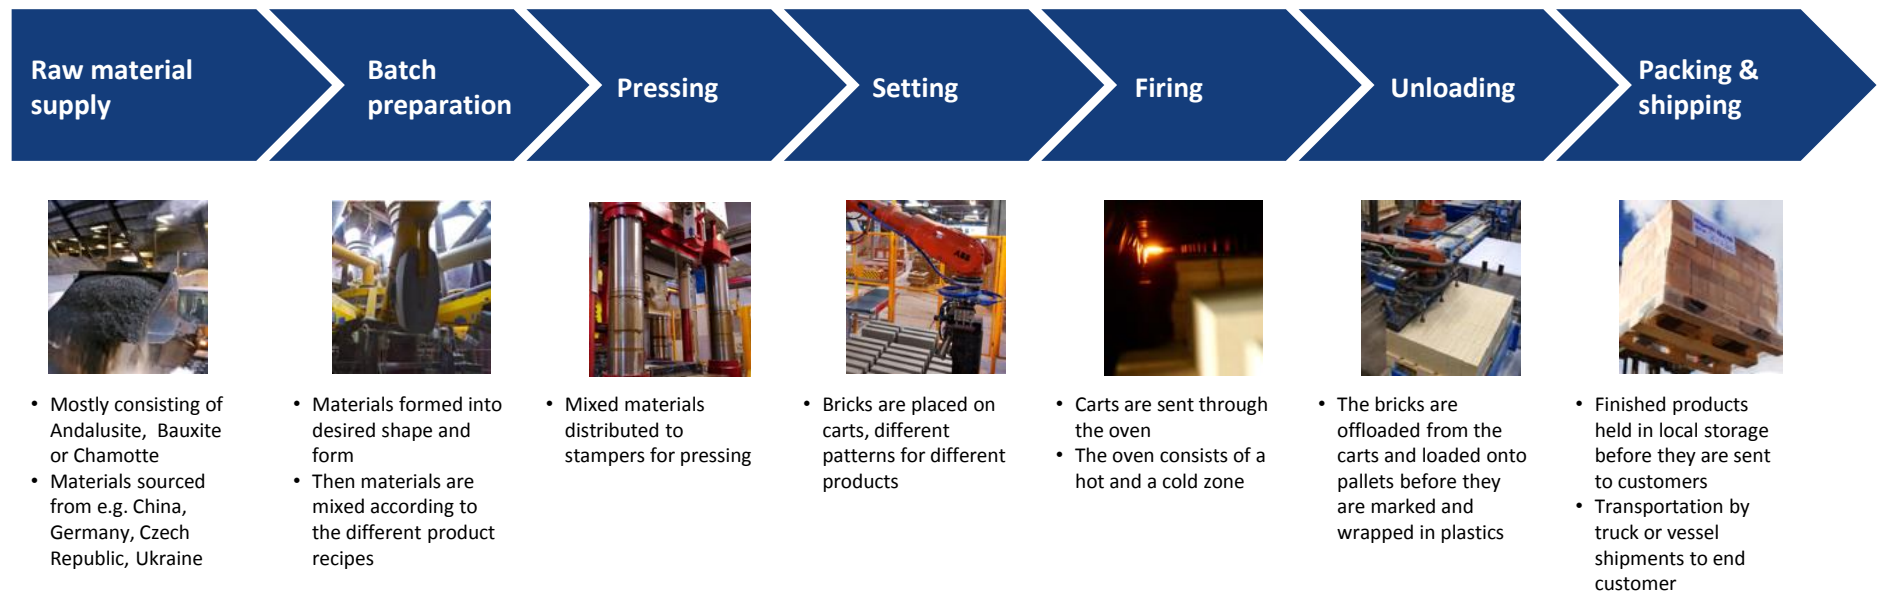 Raw material
supply
Batch
preparation
Pressing
Setting
Firing
Unloading
Packing &
shipping
ABB
• Mostly consisting of
Andalusite, Bauxite
or Chamotte
• Materials sourced
from e.g. China,
Germany, Czech
Republic, Ukraine
• Materials formed into
desired shape and
form
• Then materials are
mixed according to
the different product
recipes
• Mixed materials
distributed to
stampers for pressing
• Bricks are placed on
carts, different
patterns for different
products
• Carts are sent through
the oven
• The oven consists of a
hot and a cold zone
• The bricks are
offloaded from the
carts and loaded onto
pallets before they
are marked and
wrapped in plastics
• Finished products
held in local storage
before they are sent
to customers
• Transportation by
truck or vessel
shipments to end
customer